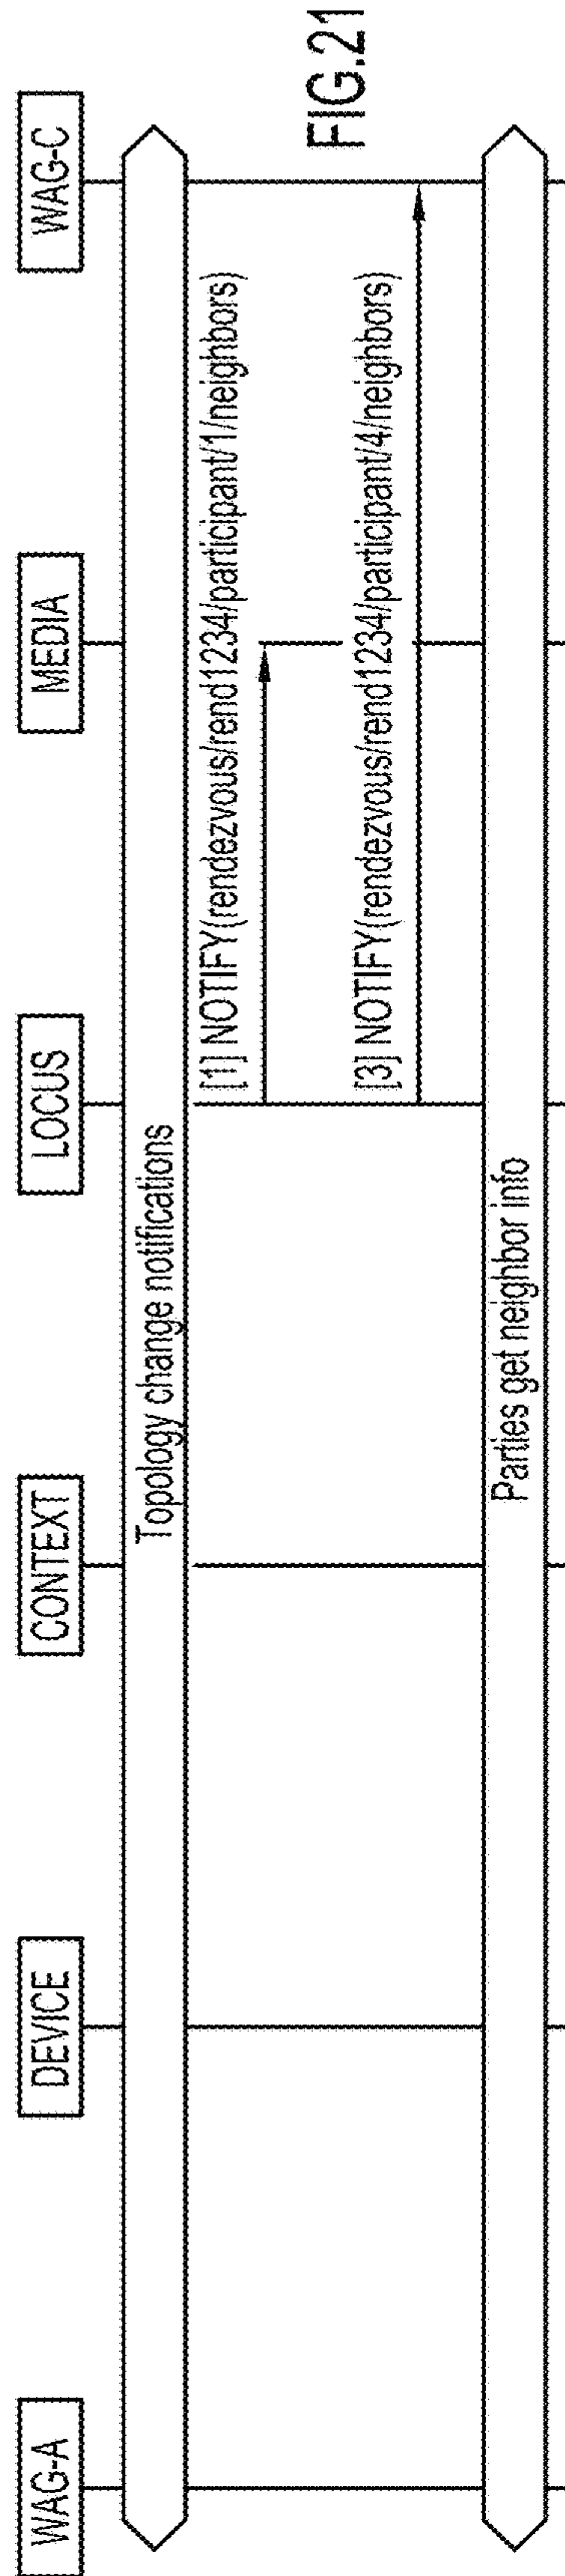 WAG-A
DEVICE
CONTEXT
LOCUS
MEDIA
WAG-C
Topology change notifications
[1] NOTIFY(rendezvous/rend1234/participant/1/neighbors)
[3] NOTIFY(rendezvous/rend1234/participant/4/neighbors)
Parties get neighbor info
FIG.21